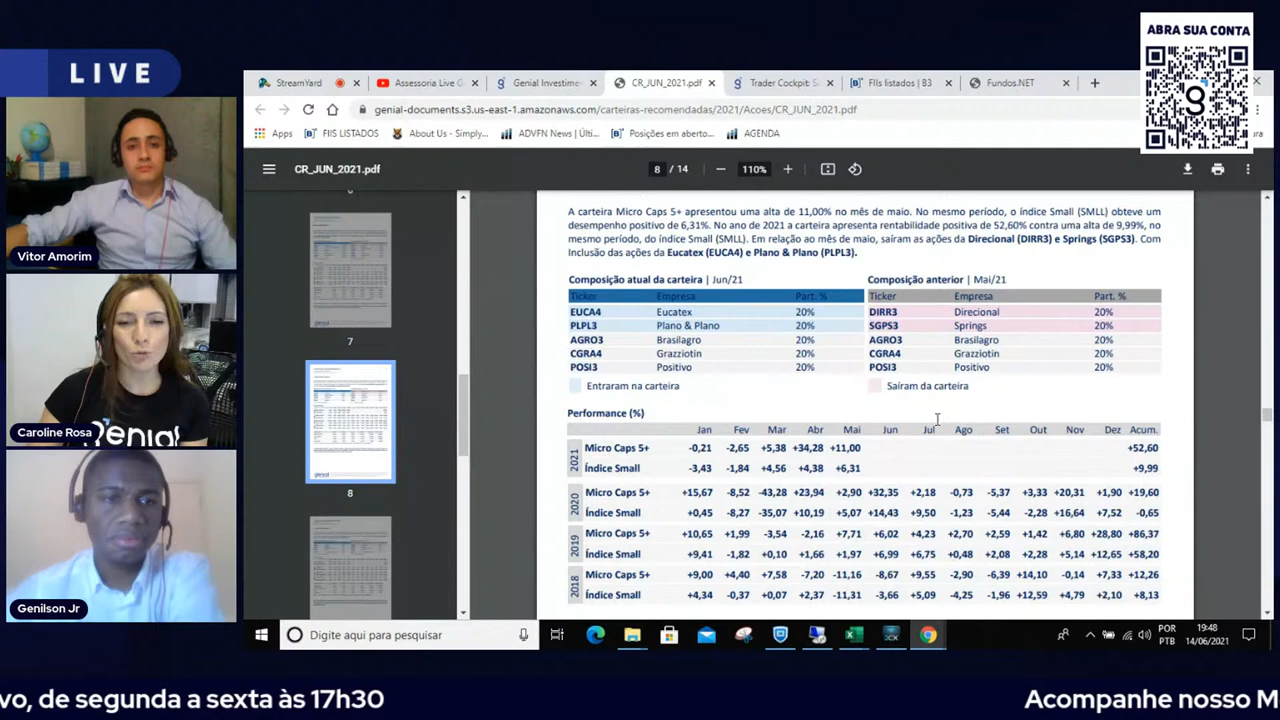 ABRA SUA CONTA
LIVE
StreamYard
Assessoria Live G
Genial Investime
CR_JUN_2021.pdf
Trader Cockpit: S
FIIs listados | B3
Fundos.NET
genial-documents.s3.us-east-1.amazonaws.com/carteiras-recomendadas/2021/Acoes/CR_JUN_2021.pdf
Apps
FIIS LISTADOS
About Us - Simply...
ADVFN News | Últi...
Posições em aberto...
AGENDA
CR_JUN_2021.pdf
8 / 14
110%
A carteira Micro Caps 5+ apresentou uma alta de 11,00% no mês de maio. No mesmo período, o índice Small (SMLL) obteve um
desempenho positivo de 6,31%. No ano de 2021 a carteira apresenta rentabilidade positiva de 52,60% contra uma alta de 9,99%, no
mesmo período, do índice Small (SMLL). Em relação ao mês de maio, saíram as ações da Direcional (DIRR3) e Springs (SGPS3). Com
Inclusão das ações da Eucatex (EUCA4) e Plano & Plano (PLPL3).
Composição atual da carteira | Jun/21
Composição anterior | Mai/21
Ticker Empresa Part. % Ticker Empresa Part. %
EUCA4 Eucatex 20% DIRR3 Direcional 20%
PLPL3 Plano & Plano 20% SGPS3 Springs 20%
AGRO3 Brasilagro 20% AGRO3 Brasilagro 20%
CGRA4 Grazziotin 20% CGRA4 Grazziotin 20%
POSI3 Positivo 20% POSI3 Positivo 20%
Entraram na carteira Saíram da carteira
Performance (%)
Jan Fev Mar Abr Mai Jun Jul Ago Set Out Nov Dez Acum.
2021
Micro Caps 5+ -0,21 -2,65 +5,38 +34,28 +11,00 +52,60
Índice Small -3,43 -1,84 +4,56 +4,38 +6,31 +9,99
2020
Micro Caps 5+ +15,67 -8,52 -43,28 +23,94 +2,90 +32,35 +2,18 -0,73 -5,37 +3,33 +20,31 +1,90 +19,60
Índice Small +0,45 -8,27 -35,07 +10,19 +5,07 +14,43 +9,50 -1,23 -5,44 -2,28 +16,64 +7,52 -0,65
2019
Micro Caps 5+ +10,65 +1,99 -3,54 -2,16 +7,71 +6,02 +4,23 +2,70 +2,59 +1,42 +6,80 +28,80 +86,37
Índice Small +9,41 -1,82 +0,10 +1,66 +1,97 +6,99 +6,75 +0,48 +2,08 +2,28 +5,14 +12,65 +58,20
2018
Micro Caps 5+ +9,00 +4,40 -7,58 -7,20 -11,16 -8,67 +9,55 -2,90 -6,39 +14,10 -0,14 +7,33 +12,26
Índice Small +4,34 -0,37 +0,07 +2,37 -11,31 -3,66 +5,09 -4,25 -1,96 +12,59 +4,79 +2,10 +8,13
7
8
Vitor Amorim
Caroline Rosa
Genilson Jr
Digite aqui para pesquisar
POR
PTB
19:48
14/06/2021
vo, de segunda a sexta às 17h30
Acompanhe nosso M